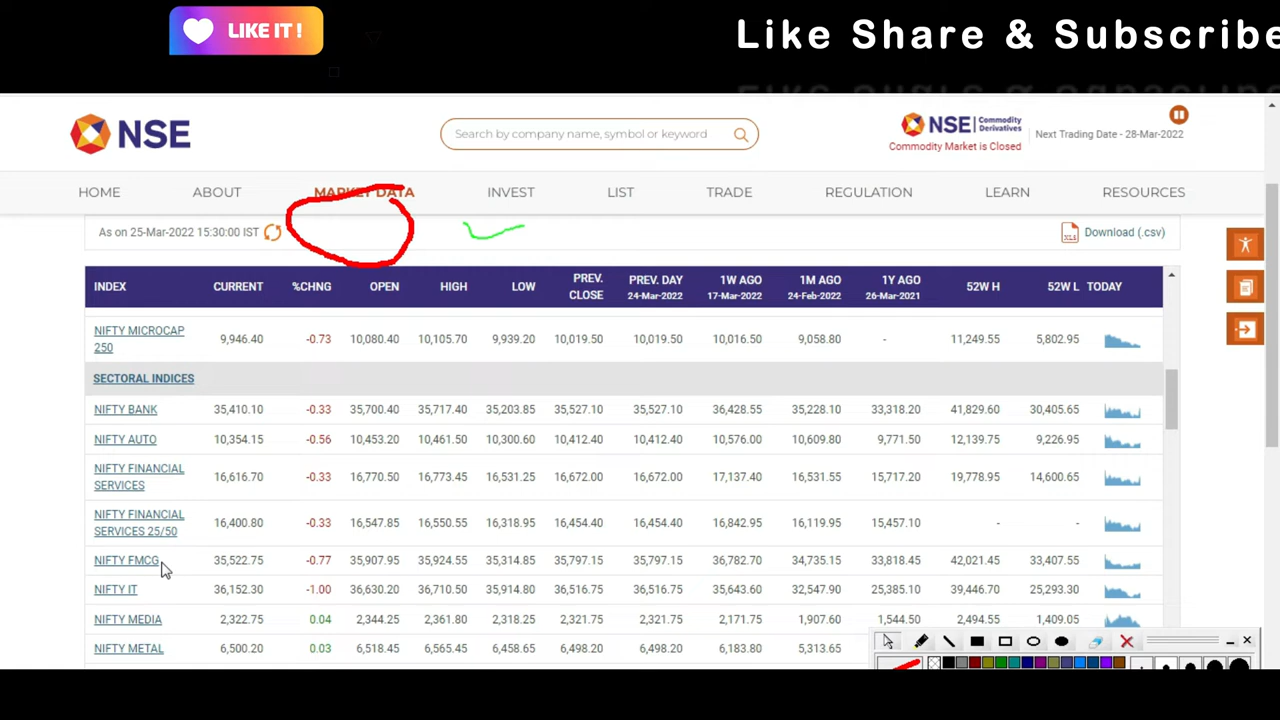 LIKE IT !
Like Share & Subscribe
NSE
Search by company name, symbol or keyword
NSE Commodity Derivatives
Commodity Market is Closed
Next Trading Date - 28-Mar-2022
HOME ABOUT MARKET DATA INVEST LIST TRADE REGULATION LEARN RESOURCES
As on 25-Mar-2022 15:30:00 IST
XLS Download (.csv)
INDEX CURRENT %CHNG OPEN HIGH LOW PREV. CLOSE PREV. DAY 24-Mar-2022 1W AGO 17-Mar-2022 1M AGO 24-Feb-2022 1Y AGO 26-Mar-2021 52W H 52W L TODAY
NIFTY MICROCAP 250 9,946.40 -0.73 10,080.40 10,105.70 9,939.20 10,019.50 10,019.50 10,016.50 9,058.80 - 11,249.55 5,802.95
SECTORAL INDICES
NIFTY BANK 35,410.10 -0.33 35,700.40 35,717.40 35,203.85 35,527.10 35,527.10 36,428.55 35,228.10 33,318.20 41,829.60 30,405.65
NIFTY AUTO 10,354.15 -0.56 10,453.20 10,461.50 10,300.60 10,412.40 10,412.40 10,576.00 10,609.80 9,771.50 12,139.75 9,226.95
NIFTY FINANCIAL SERVICES 16,616.70 -0.33 16,770.50 16,773.45 16,531.25 16,672.00 16,672.00 17,137.40 16,531.55 15,717.20 19,778.95 14,600.65
NIFTY FINANCIAL SERVICES 25/50 16,400.80 -0.33 16,547.85 16,550.55 16,318.95 16,454.40 16,454.40 16,842.95 16,119.95 15,457.10 - -
NIFTY FMCG 35,522.75 -0.77 35,907.95 35,924.55 35,314.85 35,797.15 35,797.15 36,782.70 34,735.15 33,818.45 42,021.45 33,407.55
NIFTY IT 36,152.30 -1.00 36,630.20 36,710.50 35,914.80 36,516.75 36,516.75 35,643.60 32,547.90 25,385.10 39,446.70 25,293.30
NIFTY MEDIA 2,322.75 0.04 2,344.25 2,361.80 2,318.25 2,321.75 2,321.75 2,171.75 1,907.60 1,544.50 2,494.55 1,409.05
NIFTY METAL 6,500.20 0.03 6,518.45 6,565.45 6,458.10 6,498.20 6,498.20 6,183.80 5,313.65